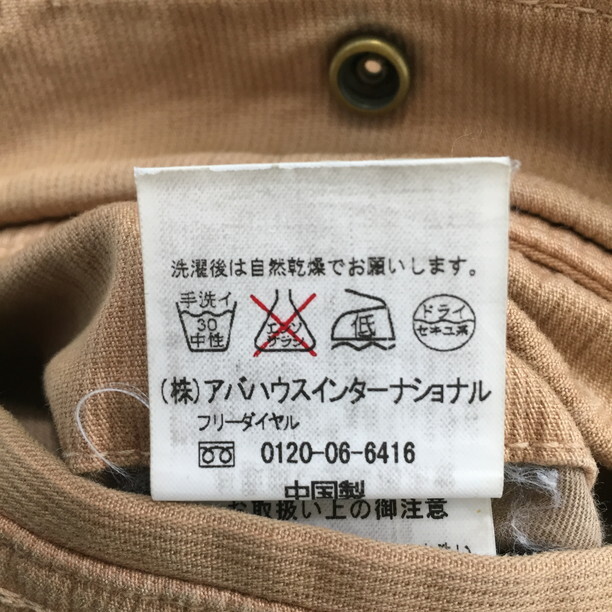 洗濯後は自然乾燥でお願いします。
手洗イ
30
中性
エンソ
サラシ
低
ドライ
セキユ系
(株)アバハウスインターナショナル
フリーダイヤル
0120-06-6416
中国製
お取扱い上の御注意